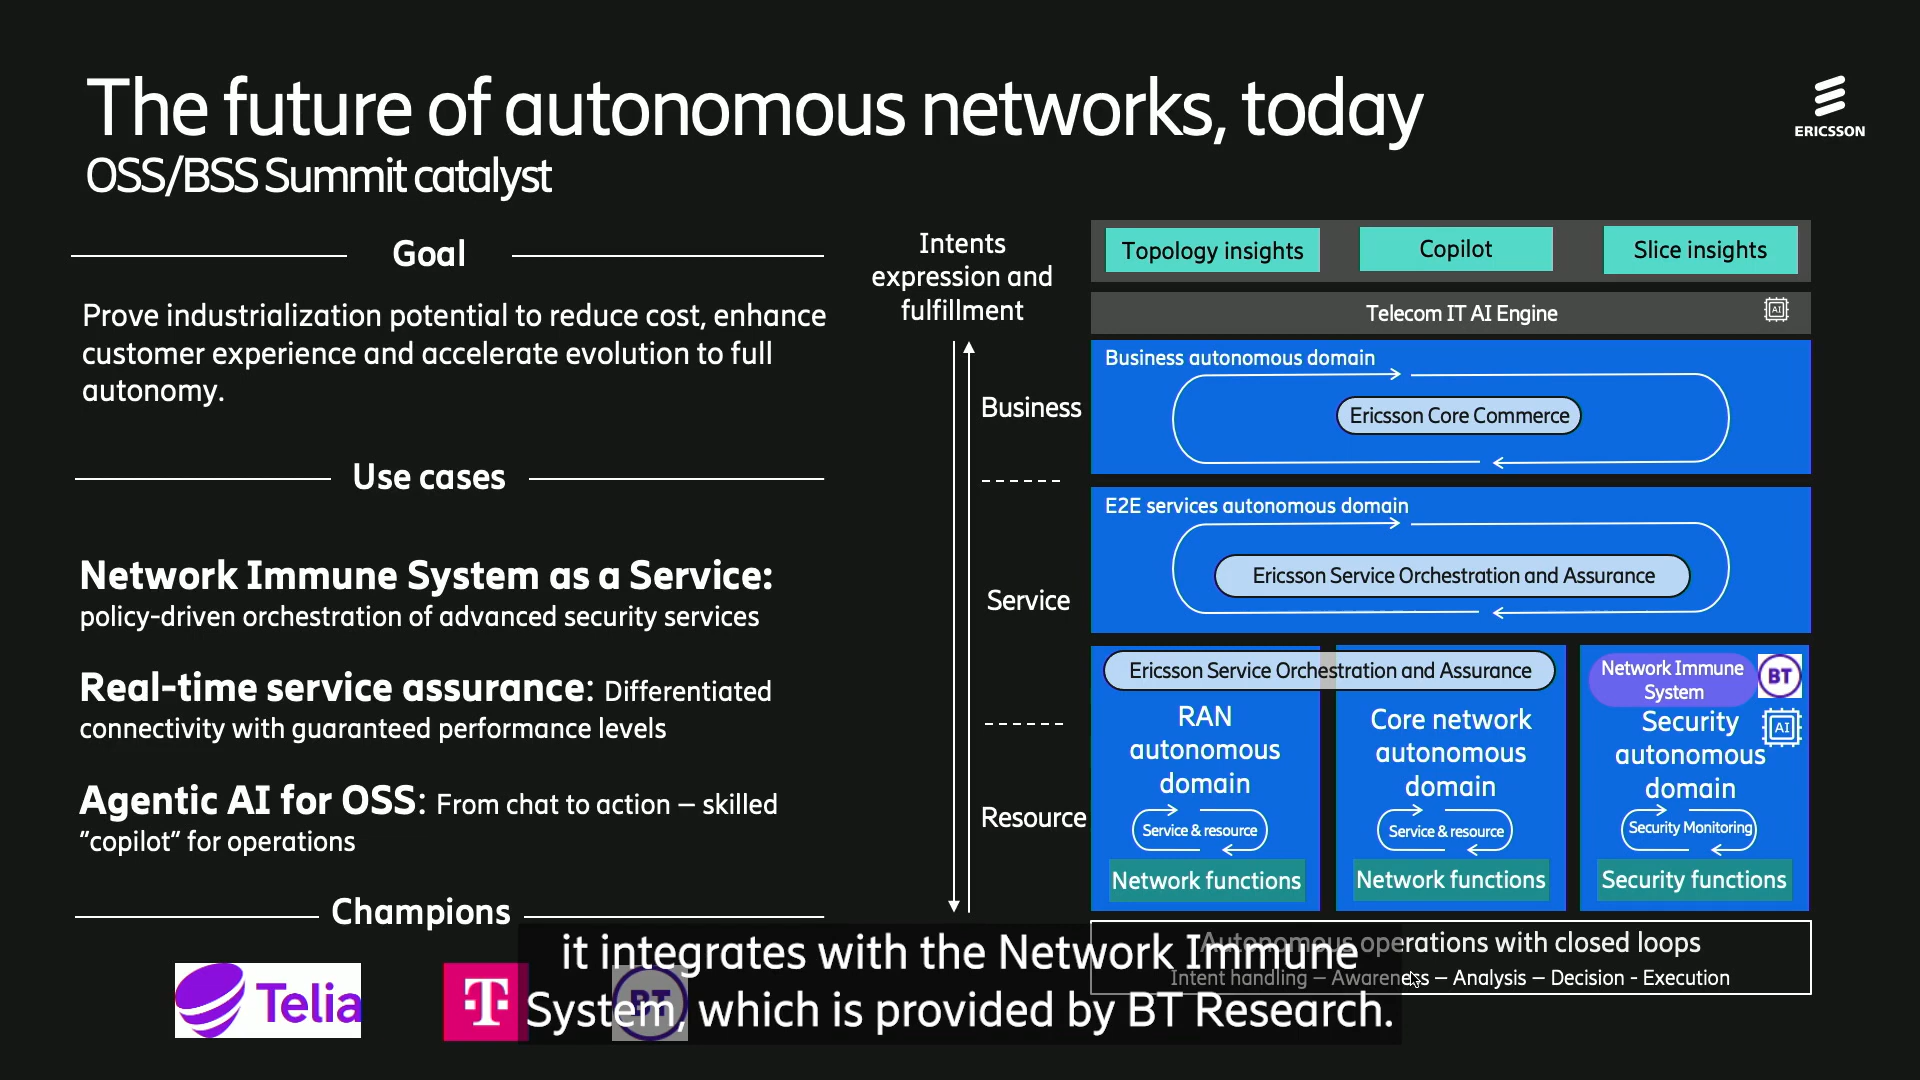 The future of autonomous networks, today
OSS/BSS Summit catalyst
ERICSSON
Goal
Prove industrialization potential to reduce cost, enhance
customer experience and accelerate evolution to full
autonomy.
Use cases
Network Immune System as a Service:
policy-driven orchestration of advanced security services
Real-time service assurance: Differentiated
connectivity with guaranteed performance levels
Agentic AI for OSS: From chat to action – skilled
"copilot" for operations
Champions
Telia
T
BT
Intents
expression and
fulfillment
Business
Service
Resource
Topology insights
Copilot
Slice insights
Telecom IT AI Engine
AI
Business autonomous domain
Ericsson Core Commerce
E2E services autonomous domain
Ericsson Service Orchestration and Assurance
Ericsson Service Orchestration and Assurance
RAN
autonomous
domain
Service & resource
Network functions
Core network
autonomous
domain
Service & resource
Network functions
Network Immune
System
BT
Security
autonomous
domain
AI
Security Monitoring
Security functions
Autonomous operations with closed loops
Intent handling – Awareness – Analysis – Decision - Execution
it integrates with the Network Immune
System, which is provided by BT Research.